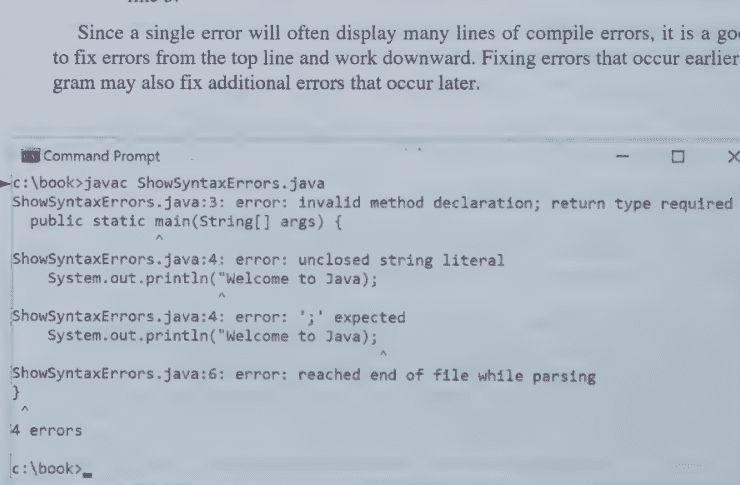 Since a single error will often display many lines of compile errors, it is a
to fix errors from the top line and work downward. Fixing errors that occur earlier
gram may also fix additional errors that occur later.
Command Prompt
c:\book>javac ShowSyntaxErrors.java
ShowSyntaxErrors.java:3: error: invalid method declaration; return type required
  public static main(String[] args) {
                ^
ShowSyntaxErrors.java:4: error: unclosed string literal
    System.out.println("Welcome to Java);
                       ^
ShowSyntaxErrors.java:4: error: ';' expected
    System.out.println("Welcome to Java);
                                         ^
ShowSyntaxErrors.java:6: error: reached end of file while parsing
}
 ^
4 errors
c:\book>_